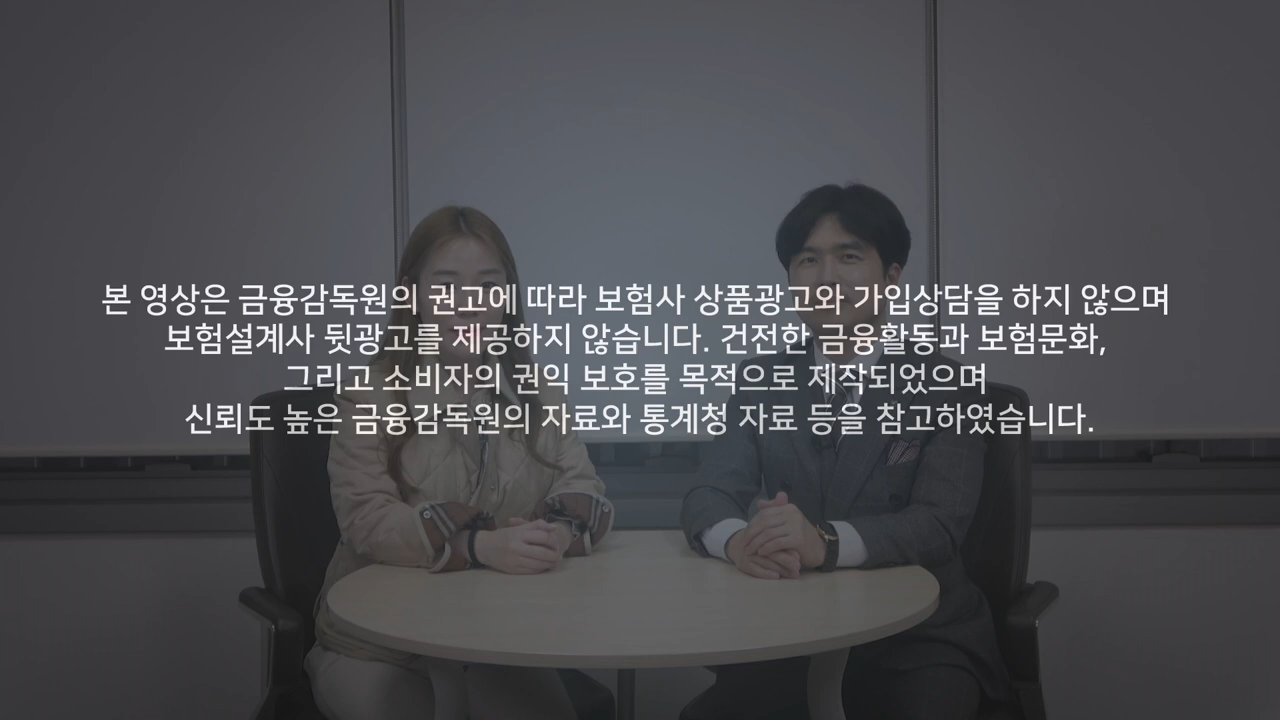 본 영상은 금융감독원의 권고에 따라 보험사 상품광고와 가입상담을 하지 않으며
보험설계사 뒷광고를 제공하지 않습니다. 건전한 금융활동과 보험문화,
그리고 소비자의 권익 보호를 목적으로 제작되었으며
신뢰도 높은 금융감독원의 자료와 통계청 자료 등을 참고하였습니다.